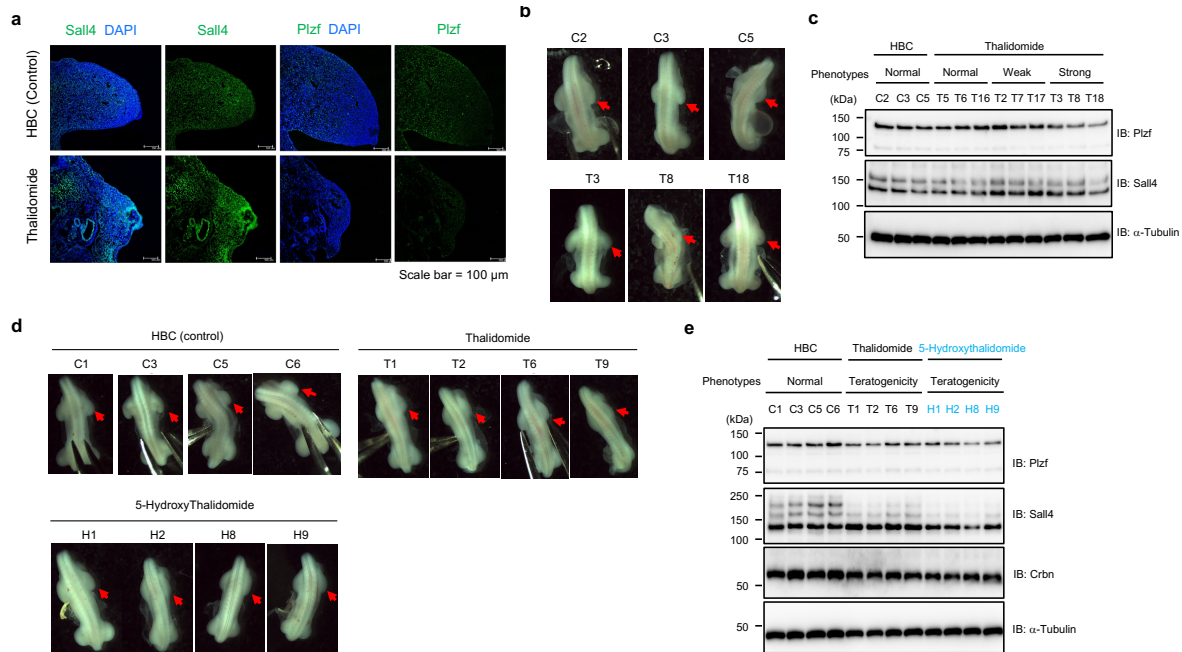 a
Sall4 DAPI Sall4 Plzf DAPI Plzf
HBC (Control)
Thalidomide
Scale bar = 100 μm
b
C2 C3 C5
T3 T8 T18
c
HBC Thalidomide
Phenotypes Normal Normal Weak Strong
(kDa) C2 C3 C5 T5 T6 T16 T2 T7 T17 T3 T8 T18
150
100
75
IB: Plzf
150
100
IB: Sall4
50
IB: α-Tubulin
d
HBC (control)
C1 C3 C5 C6
Thalidomide
T1 T2 T6 T9
5-HydroxyThalidomide
H1 H2 H8 H9
e
HBC Thalidomide 5-Hydroxythalidomide
Phenotypes Normal Teratogenicity Teratogenicity
(kDa) C1 C3 C5 C6 T1 T2 T6 T9 H1 H2 H8 H9
150
100
75
IB: Plzf
250
150
100
IB: Sall4
50
IB: Crbn
50
IB: α-Tubulin